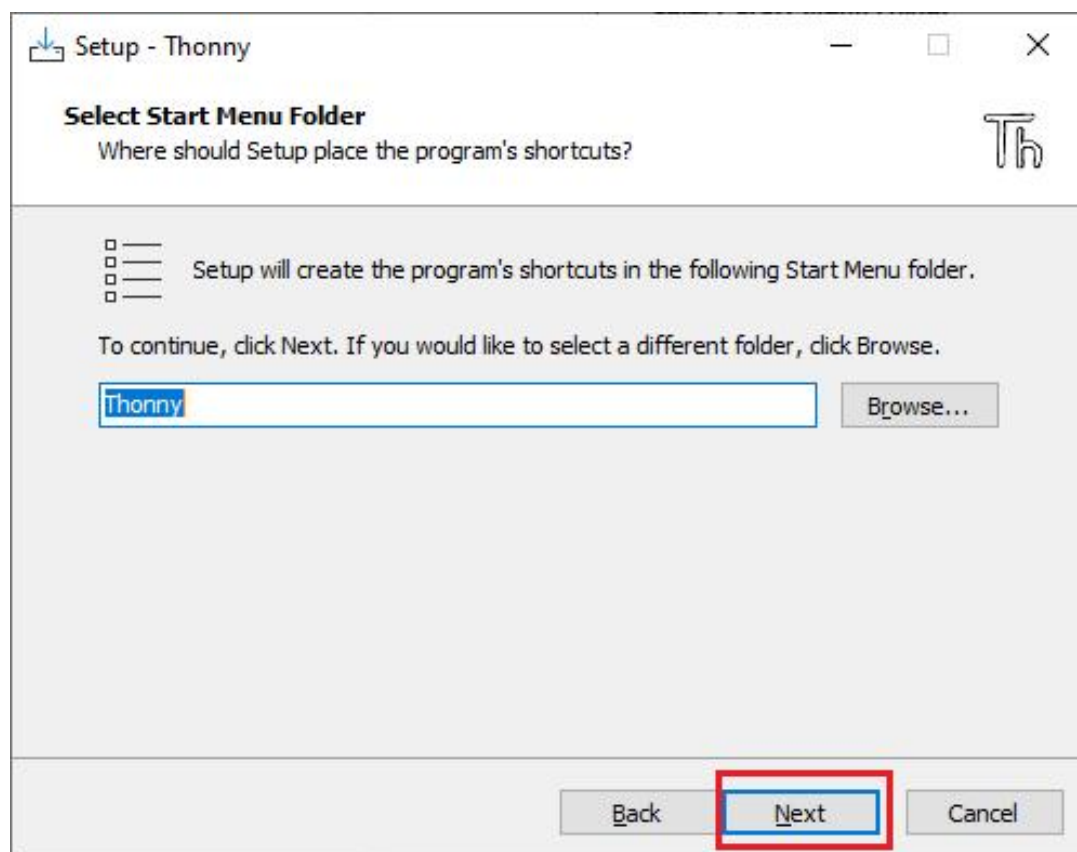 Setup - Thonny
Select Start Menu Folder
Where should Setup place the program's shortcuts?
Th
Setup will create the program's shortcuts in the following Start Menu folder.
To continue, click Next. If you would like to select a different folder, click Browse.
Thonny
Browse...
Back
Next
Cancel